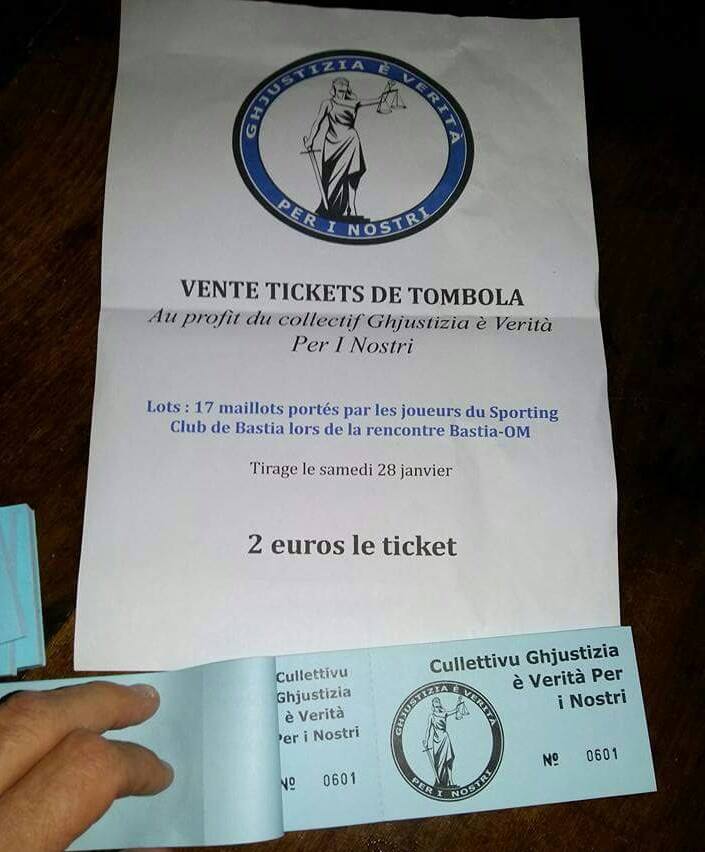 GHJUSTIZIA È VERITÀ
PER I NOSTRI
VENTE TICKETS DE TOMBOLA
Au profit du collectif Ghjustizia è Verità
Per I Nostri
Lots : 17 maillots portés par les joueurs du Sporting
Club de Bastia lors de la rencontre Bastia-OM
Tirage le samedi 28 janvier
2 euros le ticket
Cullettivu
Ghjustizia
è Verità
Per i Nostri
Nº 0601
Cullettivu Ghjustizia
è Verità Per
i Nostri
GHJUSTIZIA È VERITÀ
PER I NOSTRI
Nº 0601